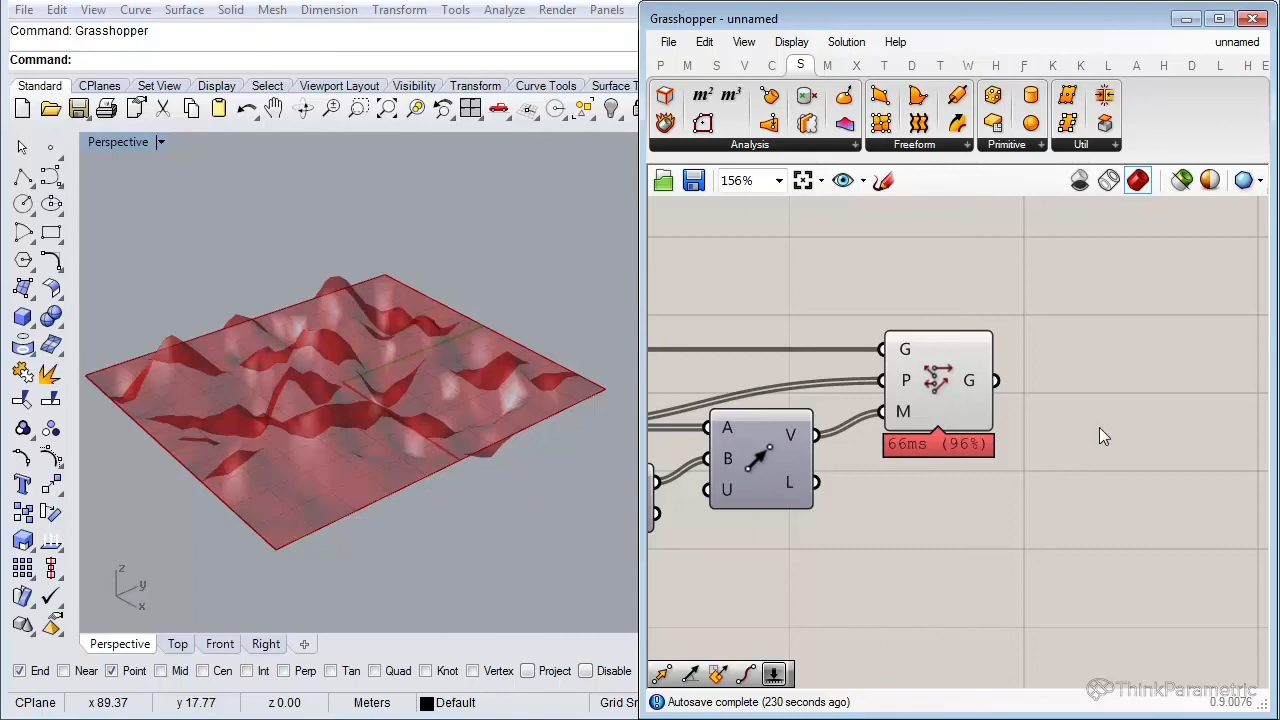 File Edit View Curve Surface Solid Mesh Dimension Transform Tools Analyze Render Panels
Command: Grasshopper
Command:
Standard CPlanes Set View Display Select Viewport Layout Visibility Transform Curve Tools Surface T
Perspective
z
y
x
Perspective Top Front Right
End Near Point Mid Cen Int Perp Tan Quad Knot Vertex Project Disable
CPlane x 89.37 y 17.77 z 0.00 Meters Default Grid Sn
Grasshopper - unnamed
File Edit View Display Solution Help unnamed
P M S V C S M X T D T W H F K K L A H E
m² m³
Analysis Freeform Primitive Util
156%
G
P G
M
66ms (96%)
A V
B
U L
Autosave complete (230 seconds ago)
ThinkParametric
0.9.0076